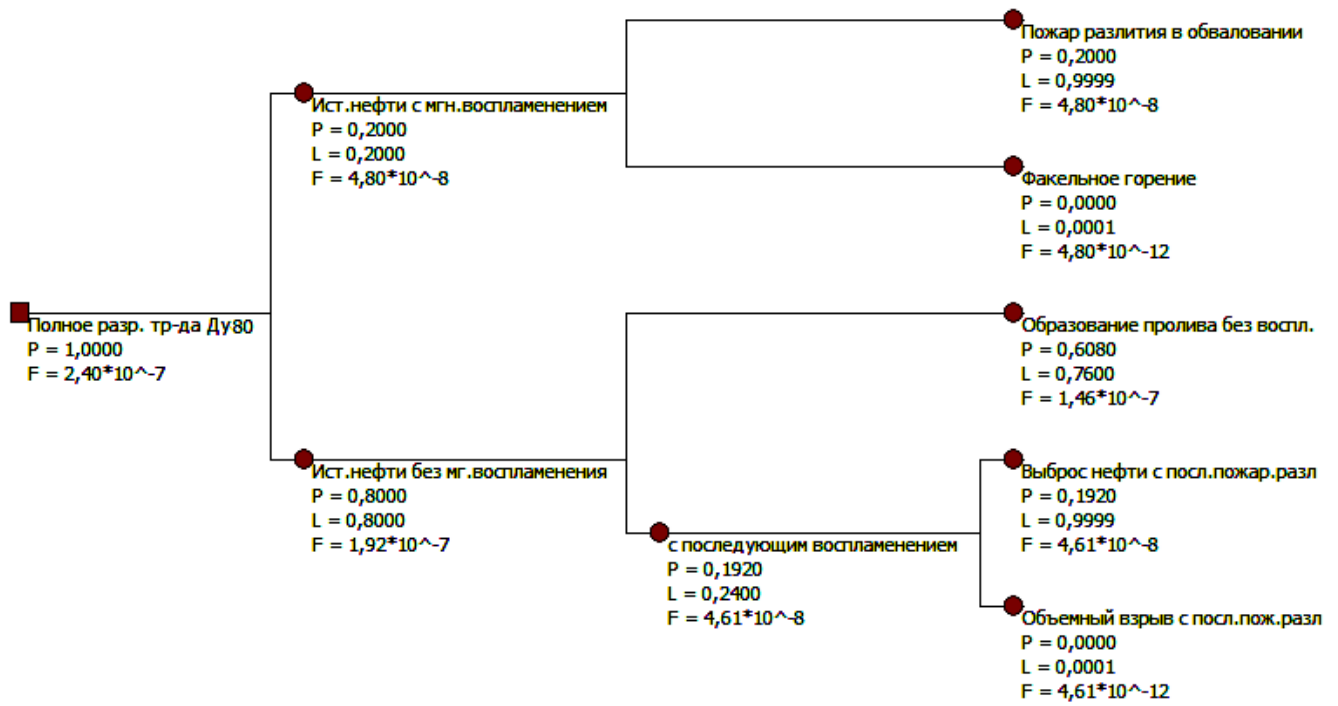 Пожар разлития в обваловании
P = 0,2000
L = 0,9999
F = 4,80*10^-8
Ист.нефти с мгн.воспламенением
P = 0,2000
L = 0,2000
F = 4,80*10^-8
Факельное горение
P = 0,0000
L = 0,0001
F = 4,80*10^-12
Полное разр. тр-да Ду80
P = 1,0000
F = 2,40*10^-7
Образование пролива без воспл.
P = 0,6080
L = 0,7600
F = 1,46*10^-7
Ист.нефти без мг.воспламенения
P = 0,8000
L = 0,8000
F = 1,92*10^-7
Выброс нефти с посл.пожар.разл
P = 0,1920
L = 0,9999
F = 4,61*10^-8
с последующим воспламенением
P = 0,1920
L = 0,2400
F = 4,61*10^-8
Объемный взрыв с посл.пож.разл
P = 0,0000
L = 0,0001
F = 4,61*10^-12